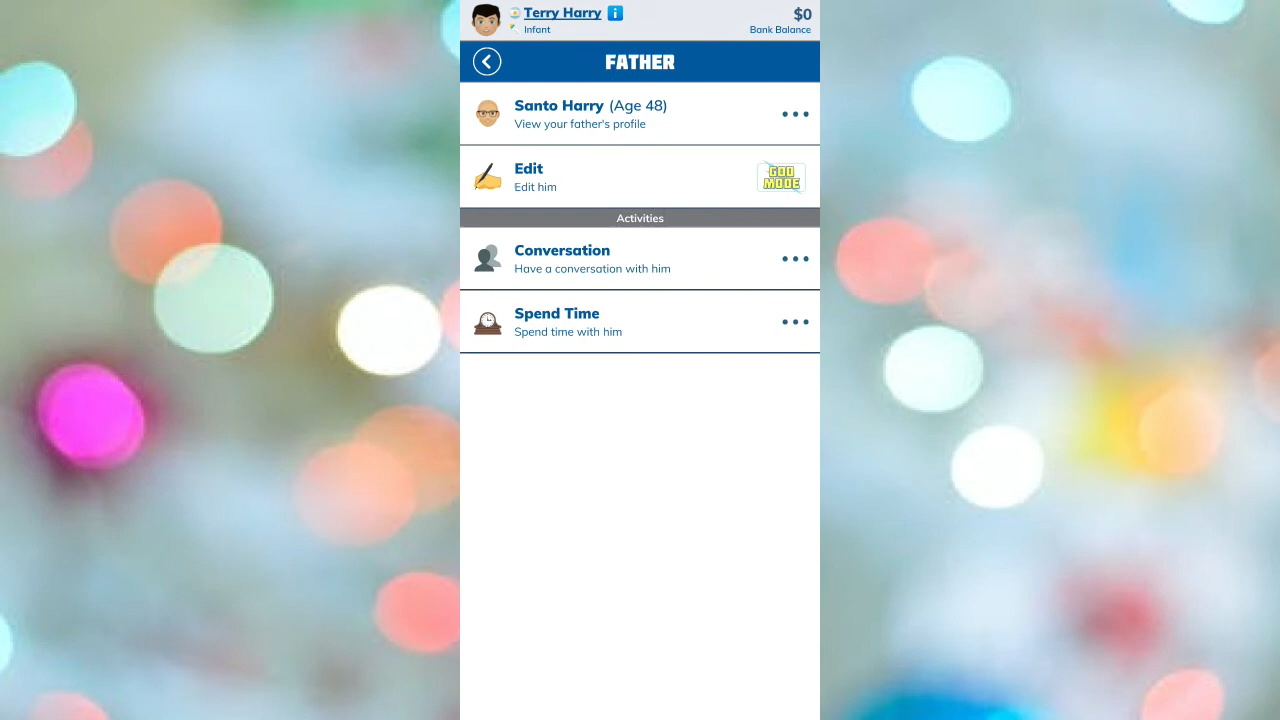 Terry Harry
Infant
$0
Bank Balance
FATHER
Santo Harry (Age 48)
View your father's profile
Edit
Edit him
GOD
MODE
Activities
Conversation
Have a conversation with him
Spend Time
Spend time with him